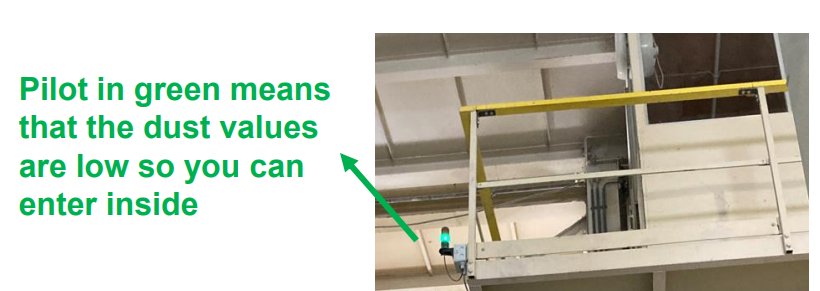 Pilot in green means
that the dust values
are low so you can
enter inside